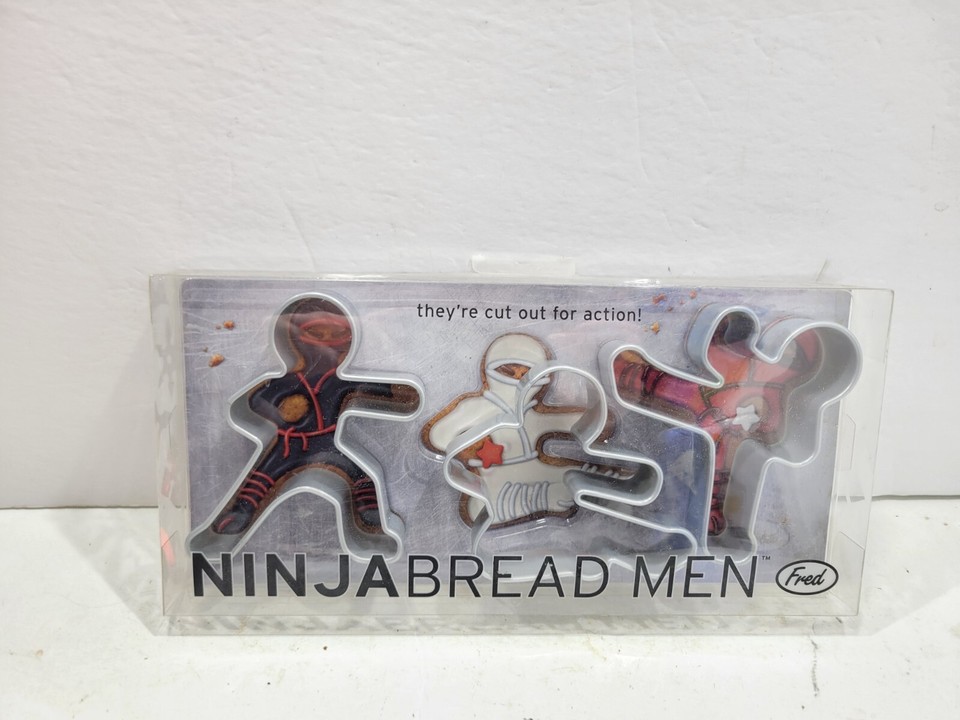 they're cut out for action!
NINJABREAD MEN™
Fred